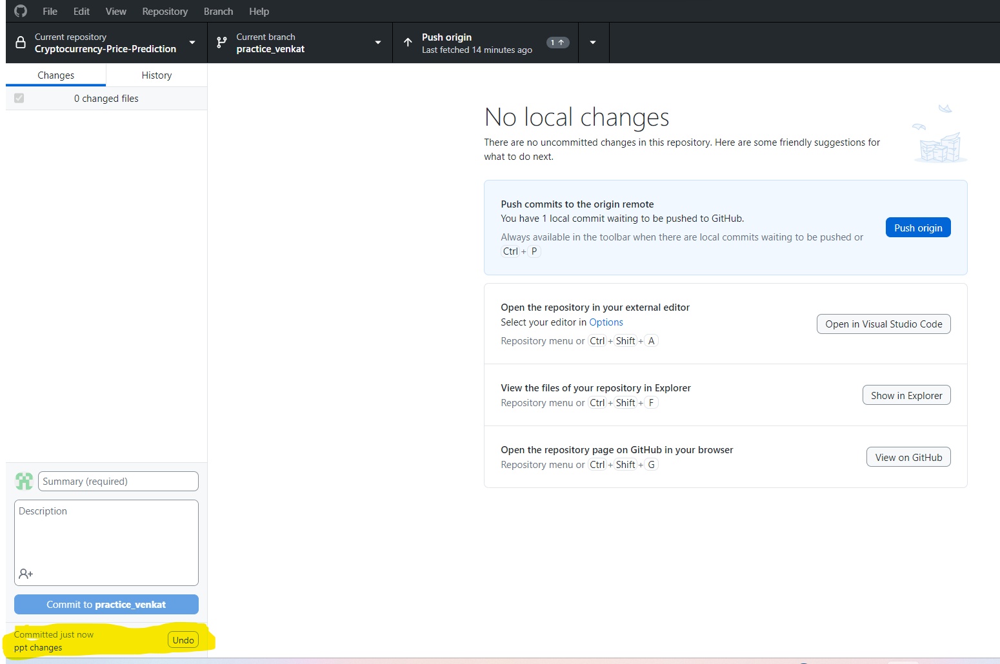 File Edit View Repository Branch Help
Current repository
Cryptocurrency-Price-Prediction
Current branch
practice_venkat
Push origin
Last fetched 14 minutes ago
1
Changes History
0 changed files
No local changes
There are no uncommitted changes in this repository. Here are some friendly suggestions for
what to do next.
Push commits to the origin remote
You have 1 local commit waiting to be pushed to GitHub.
Always available in the toolbar when there are local commits waiting to be pushed or
Ctrl + P
Push origin
Open the repository in your external editor
Select your editor in Options
Repository menu or Ctrl + Shift + A
Open in Visual Studio Code
View the files of your repository in Explorer
Repository menu or Ctrl + Shift + F
Show in Explorer
Open the repository page on GitHub in your browser
Repository menu or Ctrl + Shift + G
View on GitHub
Summary (required)
Description
Commit to practice_venkat
Committed just now
ppt changes
Undo